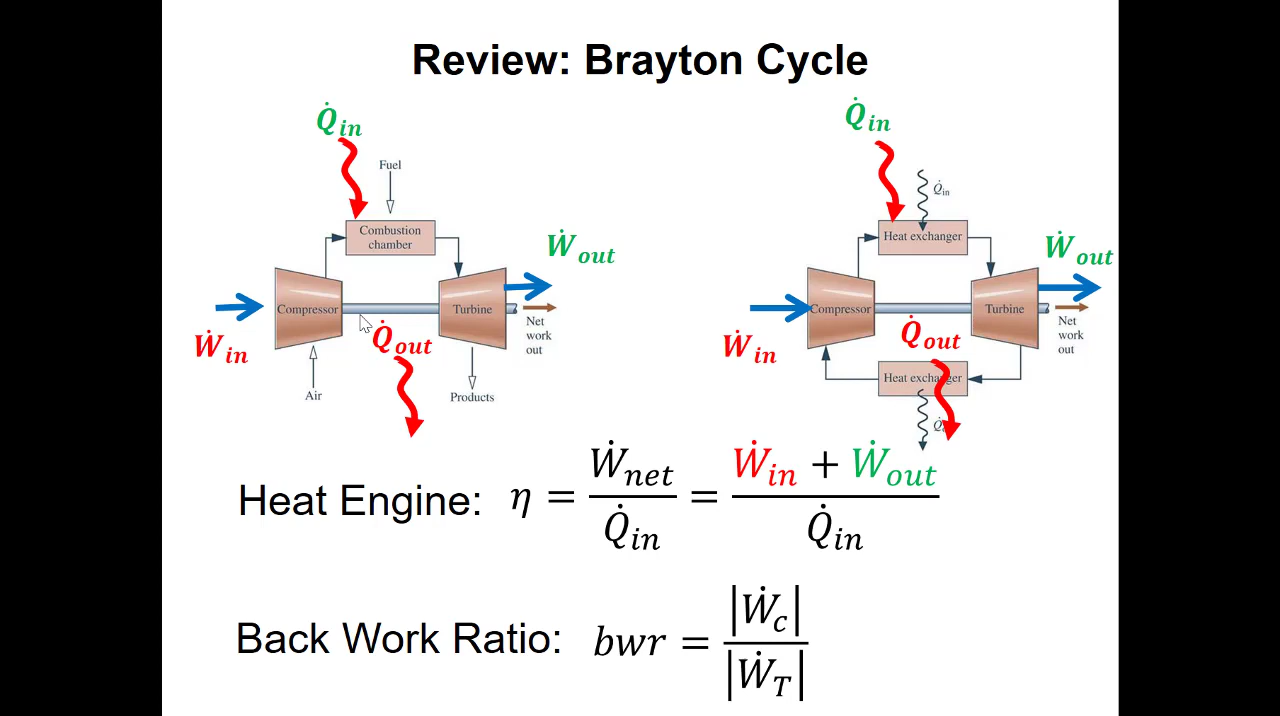 Review: Brayton Cycle
Q̇in
Fuel
Combustion
chamber
Ẇout
Compressor
Turbine
Ẇin
Q̇out
Net
work
out
Air
Products
Q̇in
Q̇in
Heat exchanger
Ẇout
Compressor
Turbine
Ẇin
Q̇out
Net
work
out
Heat exchanger
Heat Engine: η = Ẇnet / Q̇in = Ẇin + Ẇout / Q̇in
Back Work Ratio: bwr = |Ẇc| / |ẆT|